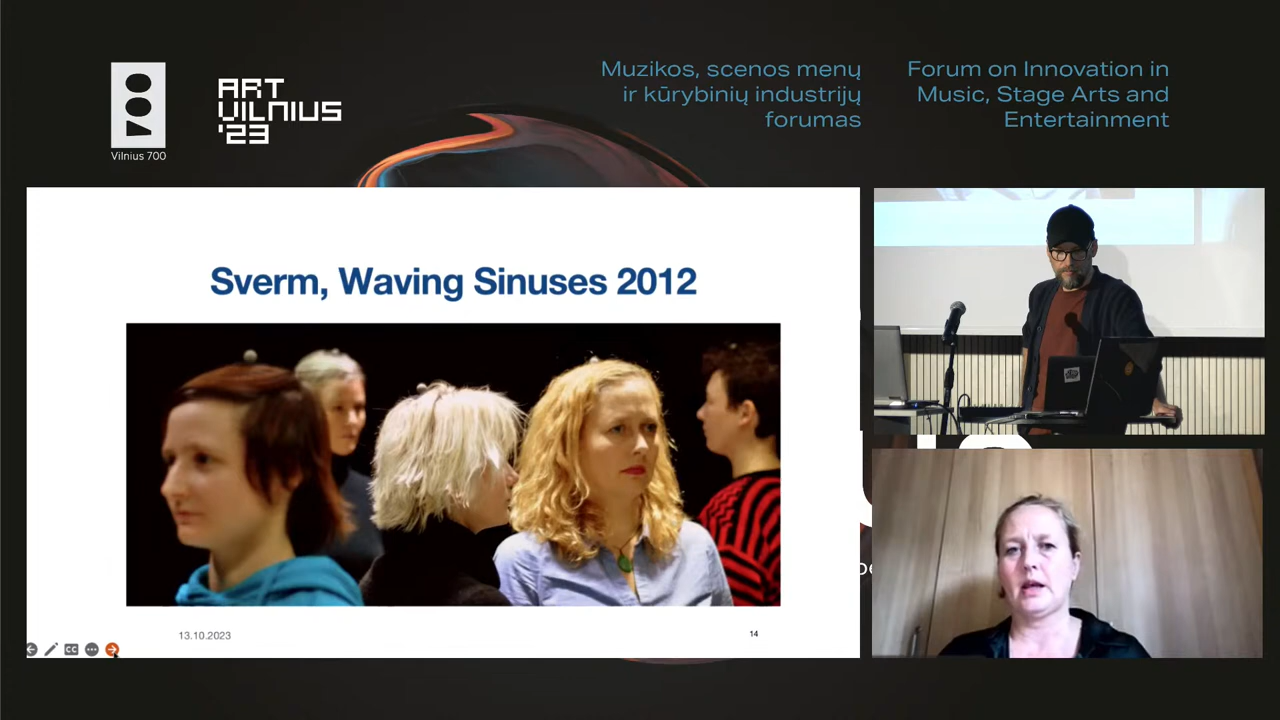 Vilnius 700
ART
VILNIUS
'23
Muzikos, scenos menų
ir kūrybinių industrijų
forumas
Forum on Innovation in
Music, Stage Arts and
Entertainment
Sverm, Waving Sinuses 2012
13.10.2023
14
CC